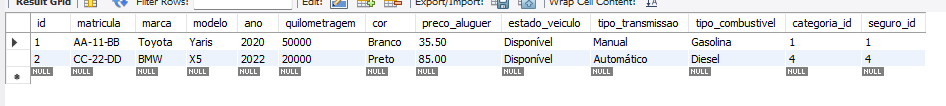 Result Grid Filter Rows: Edit: Export/Import: Wrap Cell Content:
id matricula marca modelo ano quilometragem cor preco_aluguer estado_veiculo tipo_transmissao tipo_combustivel categoria_id seguro_id
1 AA-11-BB Toyota Yaris 2020 50000 Branco 35.50 Disponível Manual Gasolina 1 1
2 CC-22-DD BMW X5 2022 20000 Preto 85.00 Disponível Automático Diesel 4 4
NULL NULL NULL NULL NULL NULL NULL NULL NULL NULL NULL NULL NULL